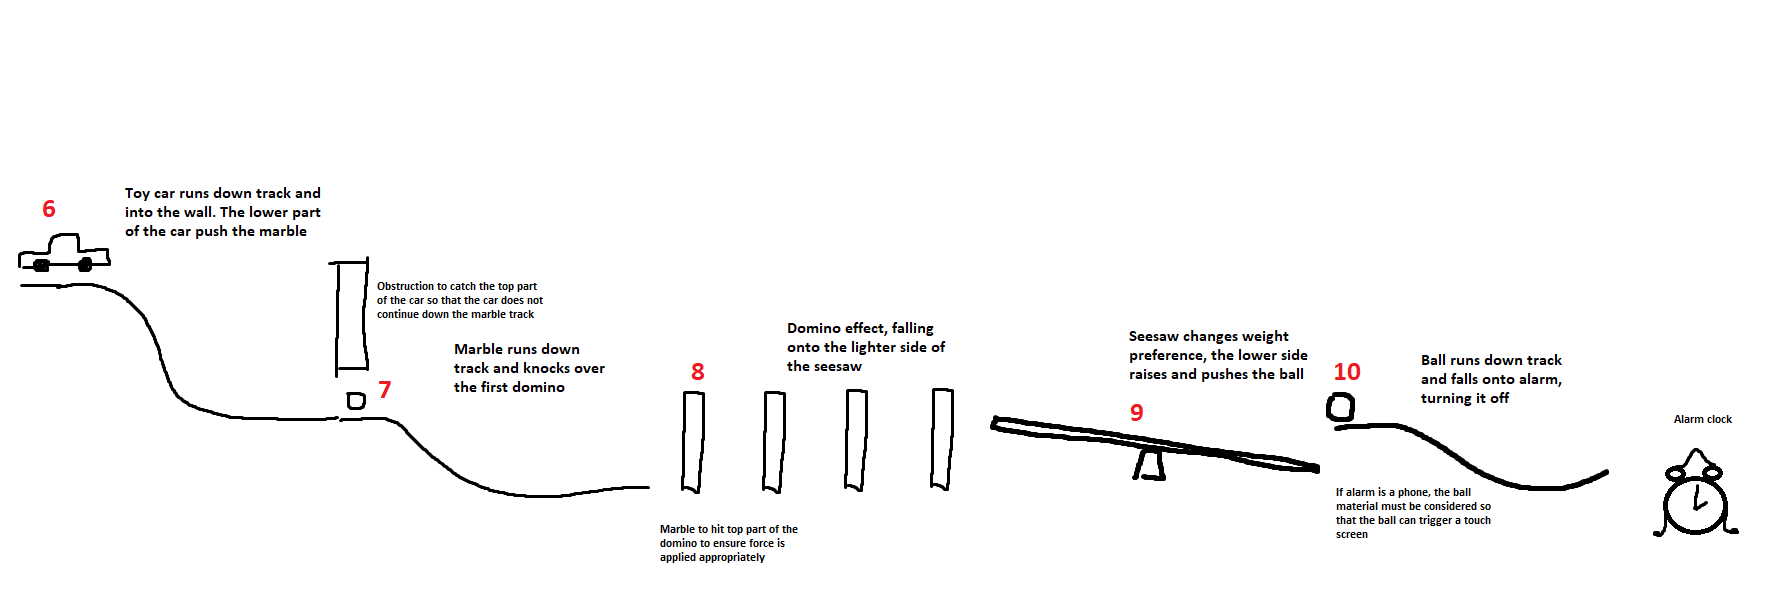 6
Toy car runs down track and
into the wall. The lower part
of the car push the marble
Obstruction to catch the top part
of the car so that the car does not
continue down the marble track
7
Marble runs down
track and knocks over
the first domino
8
Marble to hit top part of the
domino to ensure force is
applied appropriately
Domino effect, falling
onto the lighter side of
the seesaw
9
Seesaw changes weight
preference, the lower side
raises and pushes the ball
10
Ball runs down track
and falls onto alarm,
turning it off
If alarm is a phone, the ball
material must be considered so
that the ball can trigger a touch
screen
Alarm clock